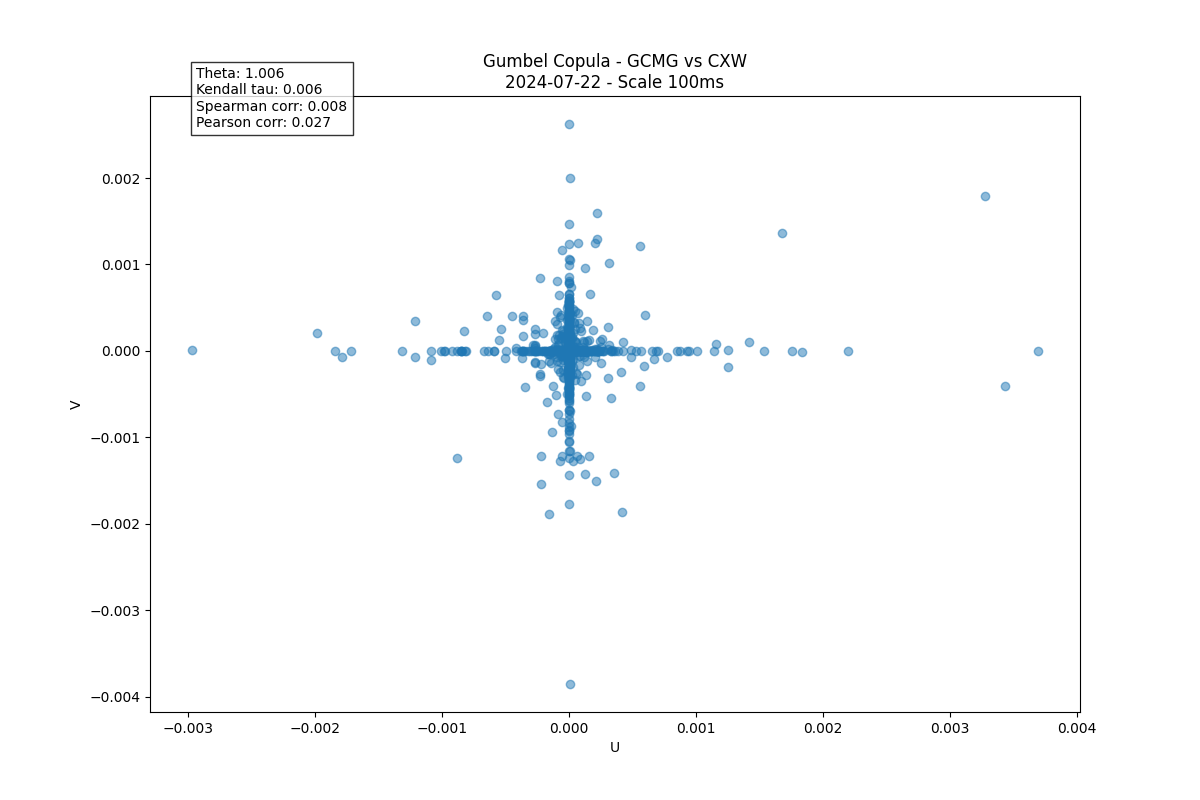 Gumbel Copula - GCMG vs CXW
2024-07-22 - Scale 100ms
Theta: 1.006
Kendall tau: 0.006
Spearman corr: 0.008
Pearson corr: 0.027
0.002
0.001
0.000
−0.001
−0.002
−0.003
−0.004
V
−0.003
−0.002
−0.001
0.000
0.001
0.002
0.003
0.004
U